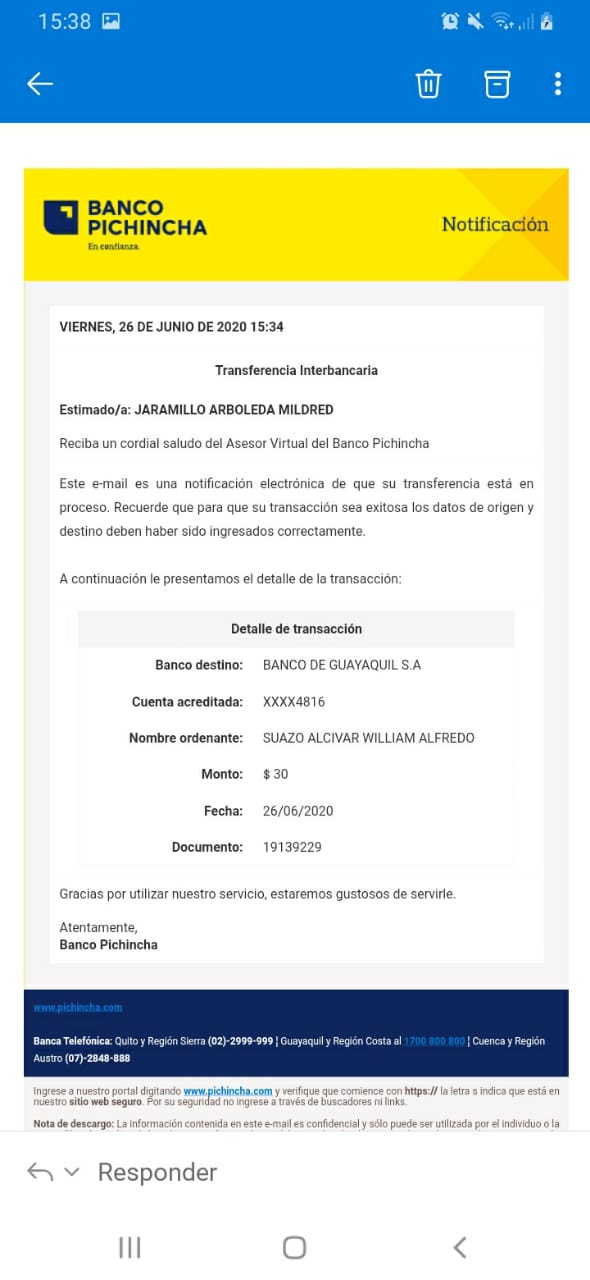 15:38
BANCO
PICHINCHA
En confianza.
Notificación
VIERNES, 26 DE JUNIO DE 2020 15:34
Transferencia Interbancaria
Estimado/a: JARAMILLO ARBOLEDA MILDRED
Reciba un cordial saludo del Asesor Virtual del Banco Pichincha
Este e-mail es una notificación electrónica de que su transferencia está en
proceso. Recuerde que para que su transacción sea exitosa los datos de origen y
destino deben haber sido ingresados correctamente.
A continuación le presentamos el detalle de la transacción:
Detalle de transacción
Banco destino: BANCO DE GUAYAQUIL S.A
Cuenta acreditada: XXXX4816
Nombre ordenante: SUAZO ALCIVAR WILLIAM ALFREDO
Monto: $ 30
Fecha: 26/06/2020
Documento: 19139229
Gracias por utilizar nuestro servicio, estaremos gustosos de servirle.
Atentamente,
Banco Pichincha
www.pichincha.com
Banca Telefónica: Quito y Región Sierra (02)-2999-999 ¦ Guayaquil y Región Costa al 1700 800 800 ¦ Cuenca y Región
Austro (07)-2848-888
Ingrese a nuestro portal digitando www.pichincha.com y verifique que comience con https:// la letra s indica que está en
nuestro sitio web seguro. Por su seguridad no ingrese a través de buscadores ni links.
Nota de descargo: La información contenida en este e-mail es confidencial y sólo puede ser utilizada por el individuo o la
Responder